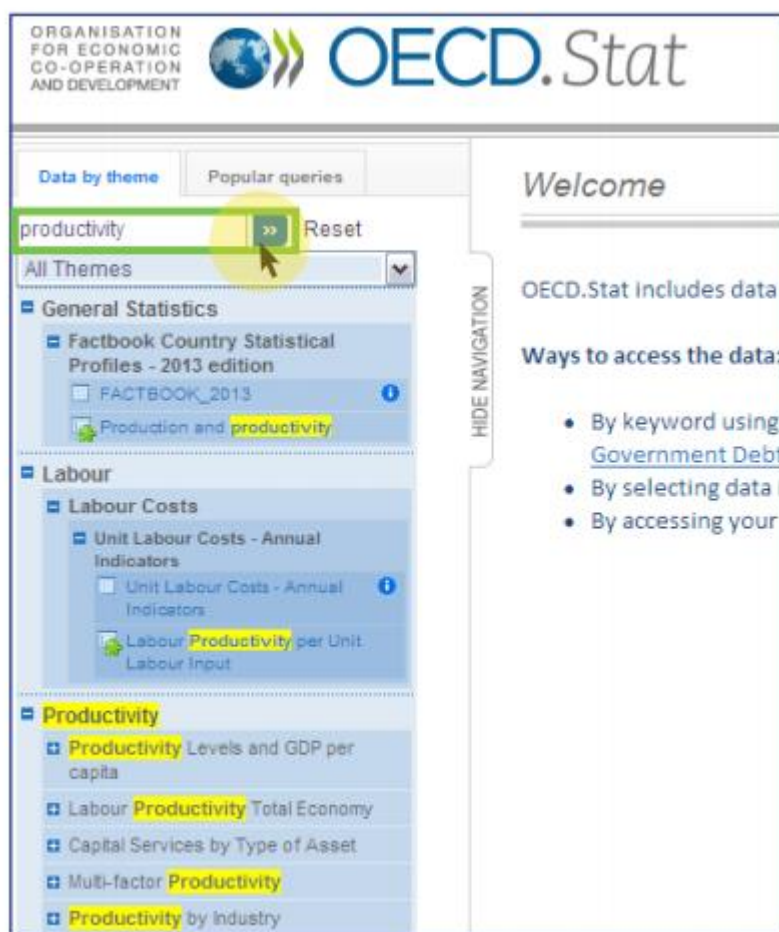 ORGANISATION
FOR ECONOMIC
CO-OPERATION
AND DEVELOPMENT
OECD.Stat
Data by theme
Popular queries
productivity
»
Reset
All Themes
General Statistics
Factbook Country Statistical
Profiles - 2013 edition
FACTBOOK_2013
Production and productivity
Labour
Labour Costs
Unit Labour Costs - Annual
Indicators
Unit Labour Costs - Annual
Indicators
Labour Productivity per Unit
Labour Input
Productivity
Productivity Levels and GDP per
capita
Labour Productivity Total Economy
Capital Services by Type of Asset
Multi-factor Productivity
Productivity by Industry
HIDE NAVIGATION
Welcome
OECD.Stat includes data
Ways to access the data:
• By keyword using
Government Debt
• By selecting data
• By accessing your